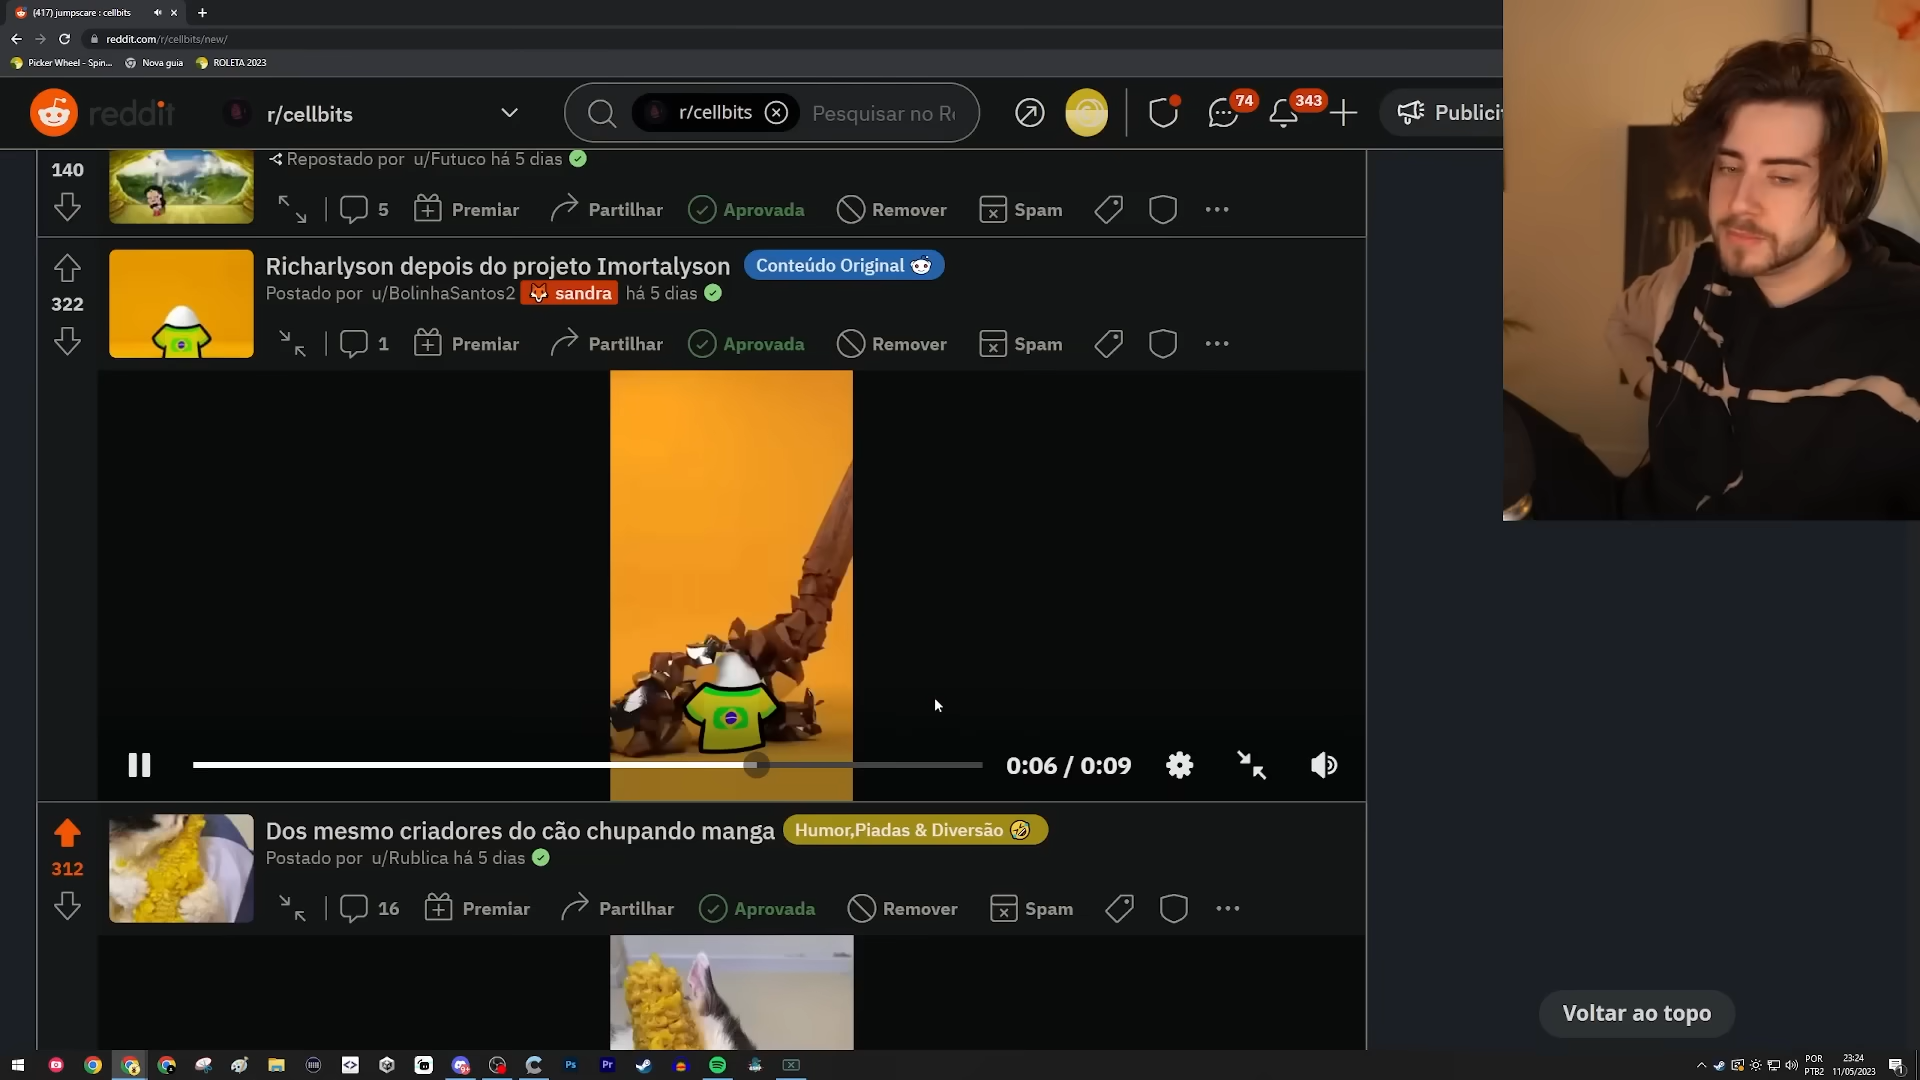 (417) jumpscare : cellbits
reddit.com/r/cellbits/new/
Picker Wheel - Spin...
Nova guia
ROLETA 2023
reddit
r/cellbits
r/cellbits
Pesquisar no Re
74
343
Publici
140
Repostado por u/Futuco há 5 dias
5
Premiar
Partilhar
Aprovada
Remover
Spam
322
Richarlyson depois do projeto Imortalyson
Conteúdo Original
Postado por u/BolinhaSantos2
sandra
há 5 dias
1
Premiar
Partilhar
Aprovada
Remover
Spam
0:06 / 0:09
312
Dos mesmo criadores do cão chupando manga
Humor,Piadas & Diversão
Postado por u/Rublica há 5 dias
16
Premiar
Partilhar
Aprovada
Remover
Spam
Voltar ao topo
Ps
Pr
POR
PTB2
23:24
11/05/2023